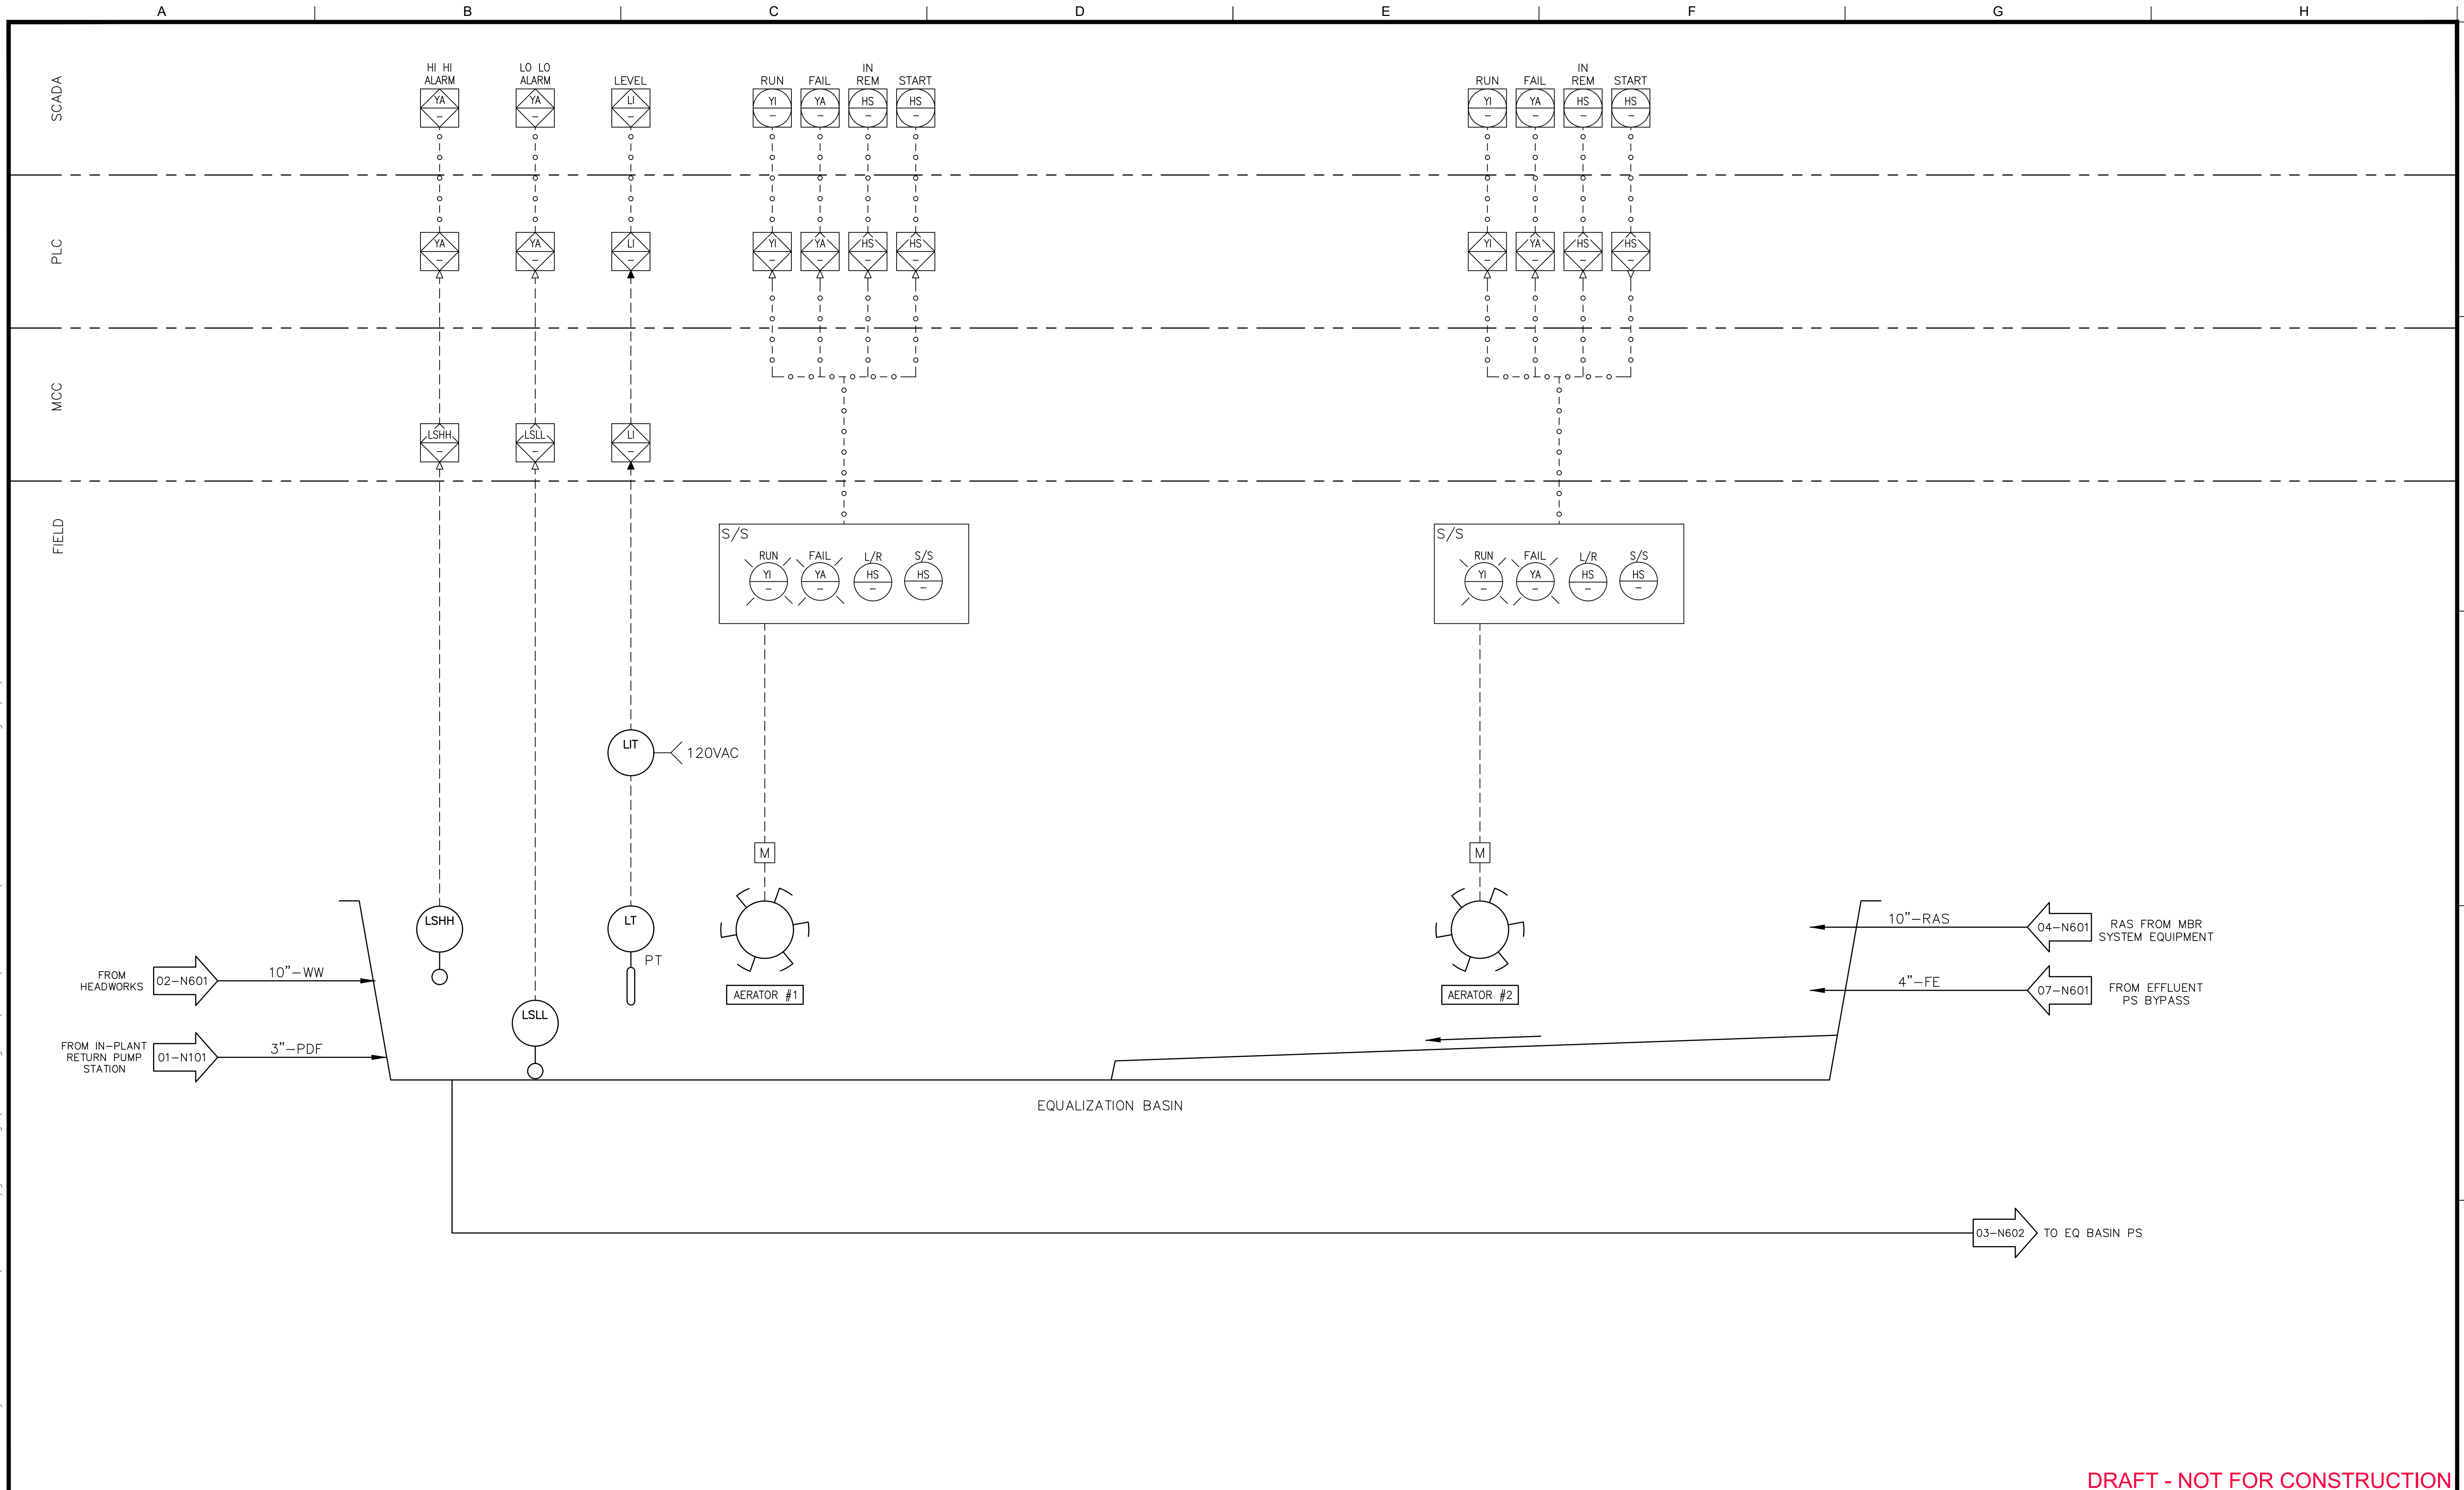 A B C D E F G H
SCADA
HI HI
ALARM
LO LO
ALARM
LEVEL
RUN
FAIL
IN
REM
START
RUN
FAIL
IN
REM
START
YA
–
YA
–
LI
–
YI
–
YA
–
HS
–
HS
–
YI
–
YA
–
HS
–
HS
–
PLC
YA
–
YA
–
LI
–
YI
–
YA
–
HS
–
HS
–
YI
–
YA
–
HS
–
HS
–
MCC
LSHH
–
LSLL
–
LI
–
FIELD
S/S
RUN FAIL L/R S/S
YI
–
YA
–
HS
–
HS
–
S/S
RUN FAIL L/R S/S
YI
–
YA
–
HS
–
HS
–
LIT
120VAC
M
M
LSHH
LT
PT
LSLL
AERATOR #1
AERATOR #2
FROM
HEADWORKS
02–N601
10"–WW
FROM IN–PLANT
RETURN PUMP
STATION
01–N101
3"–PDF
10"–RAS
04–N601
RAS FROM MBR
SYSTEM EQUIPMENT
4"–FE
07–N601
FROM EFFLUENT
PS BYPASS
EQUALIZATION BASIN
03–N602
TO EQ BASIN PS
DRAFT - NOT FOR CONSTRUCTION